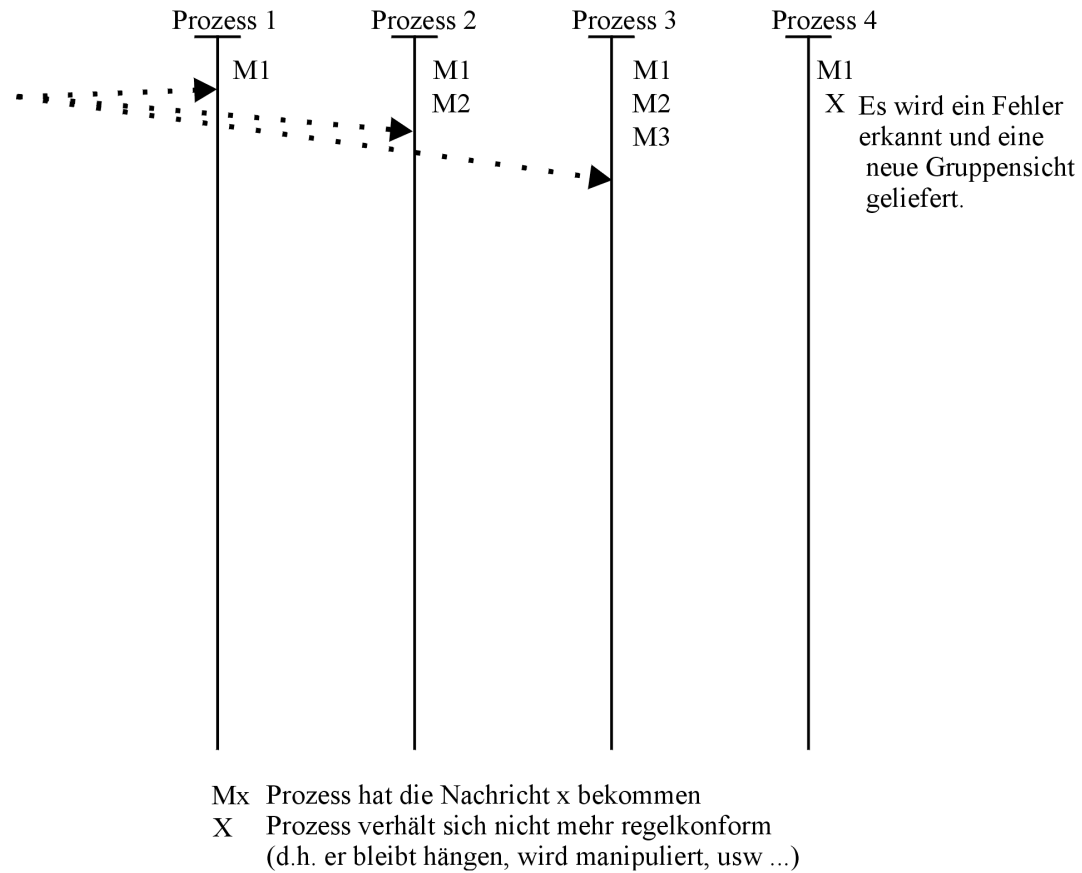 Prozess 1
Prozess 2
Prozess 3
Prozess 4
M1
M1
M2
M1
M2
M3
M1
X Es wird ein Fehler
erkannt und eine
neue Gruppensicht
geliefert.
Mx Prozess hat die Nachricht x bekommen
X Prozess verhält sich nicht mehr regelkonform
(d.h. er bleibt hängen, wird manipuliert, usw ...)